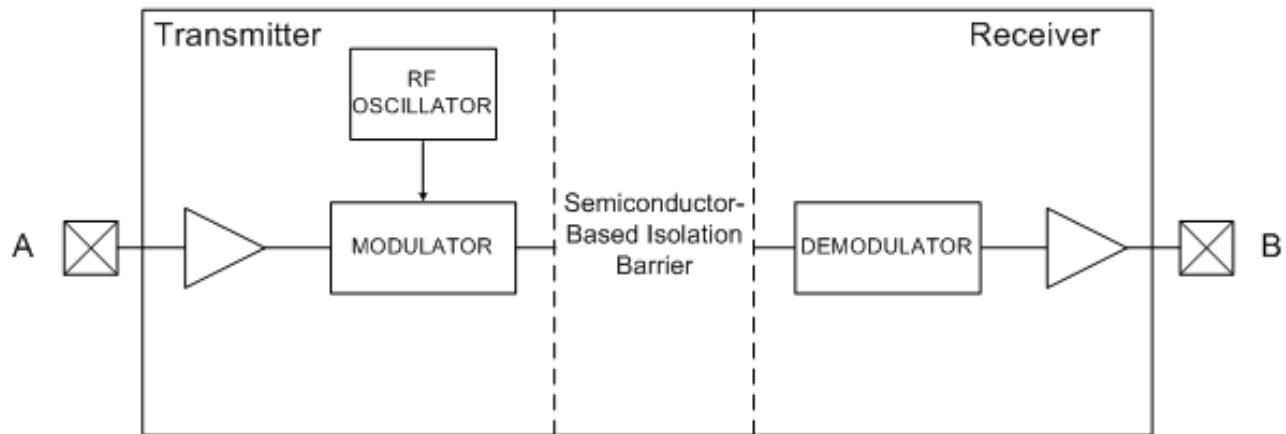 Transmitter
Receiver
RF
OSCILLATOR
A
MODULATOR
Semiconductor-
Based Isolation
Barrier
DEMODULATOR
B